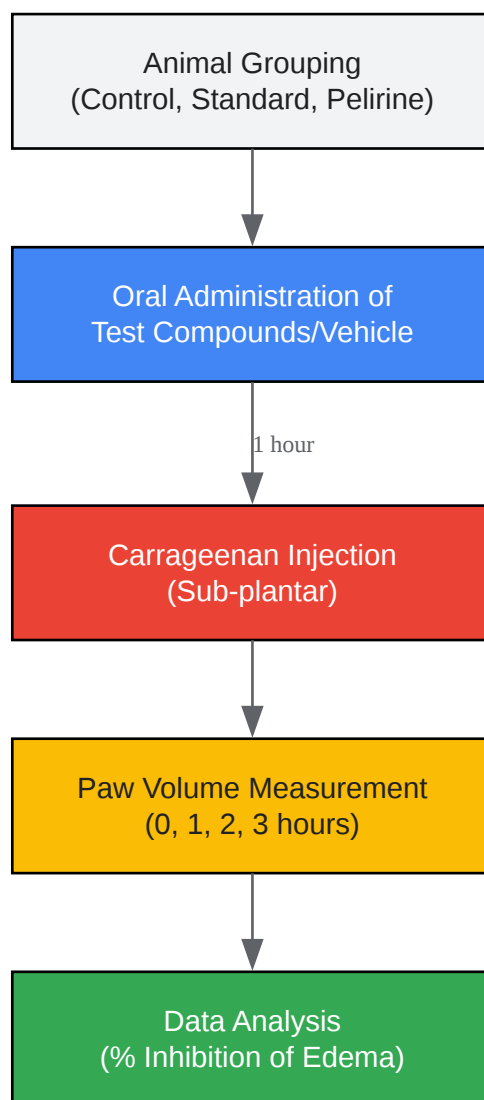 Animal Grouping
(Control, Standard, Pelirine)
Oral Administration of
Test Compounds/Vehicle
1 hour
Carrageenan Injection
(Sub-plantar)
Paw Volume Measurement
(0, 1, 2, 3 hours)
Data Analysis
(% Inhibition of Edema)